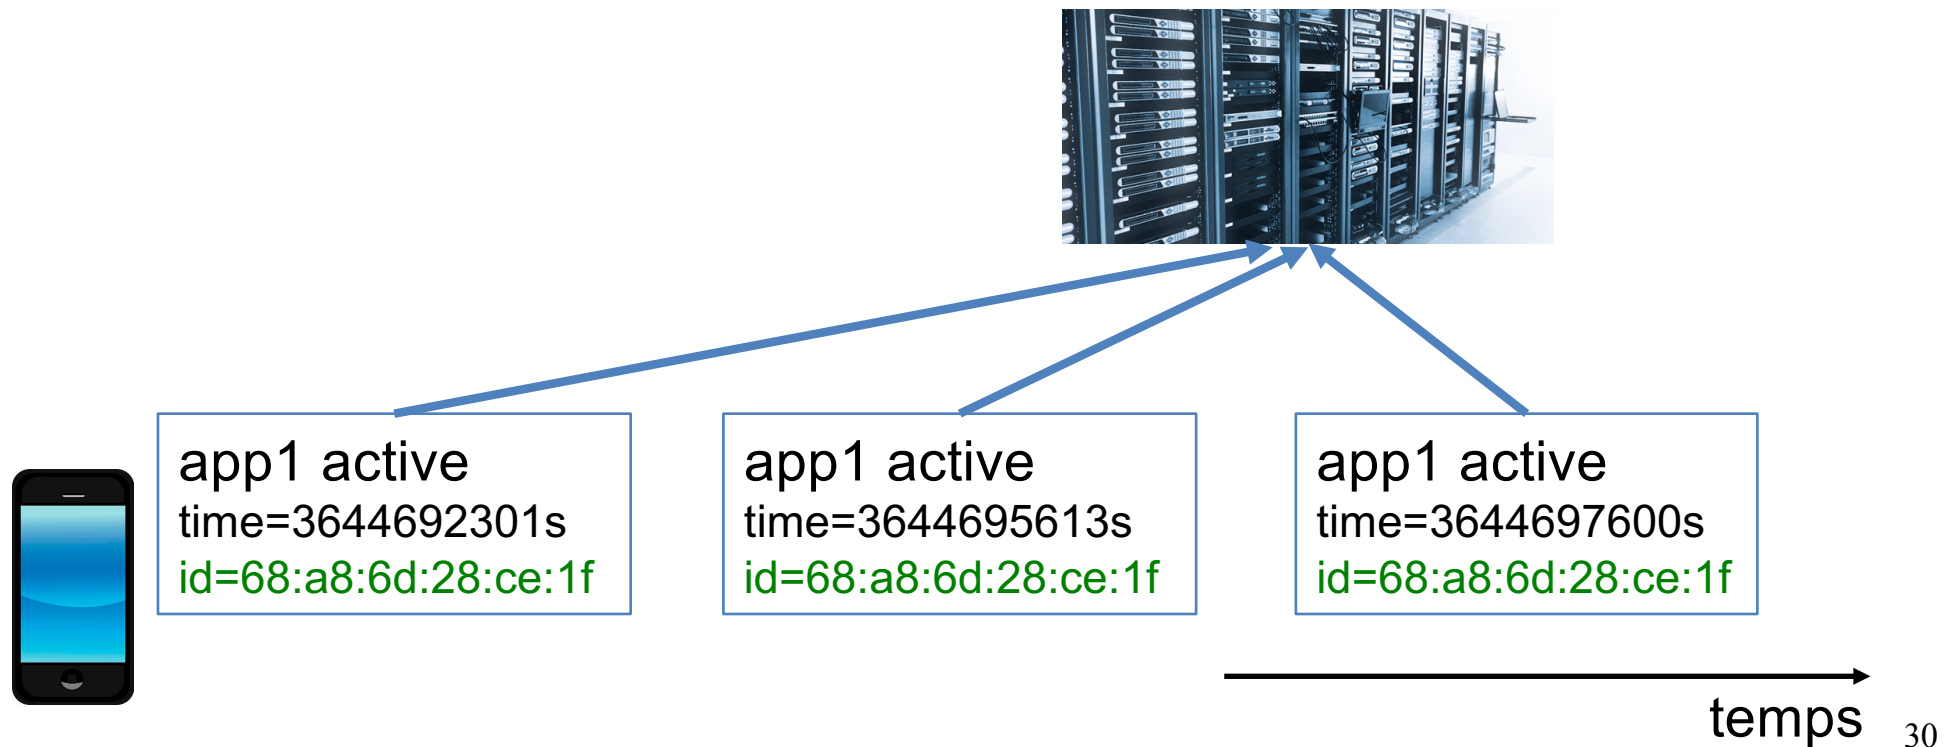 app1 active
time=3644692301s
id=68:a8:6d:28:ce:1f
app1 active
time=3644695613s
id=68:a8:6d:28:ce:1f
app1 active
time=3644697600s
id=68:a8:6d:28:ce:1f
temps
30